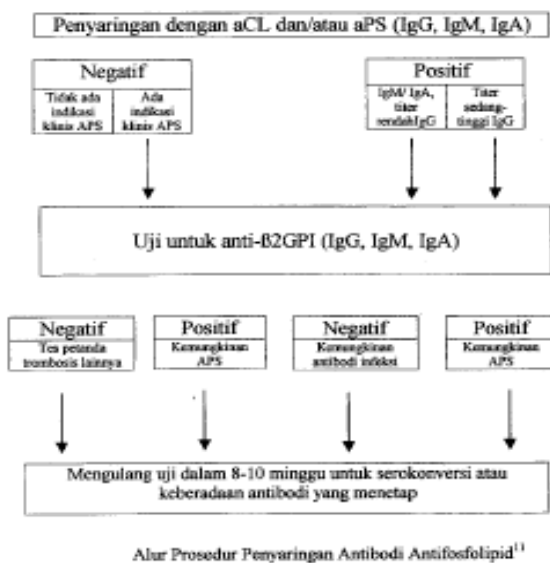 Penyaringan dengan aCL dan/atau aPS (IgG, IgM, IgA)
Negatif
Tidak ada
indikasi
klinis APS
Ada
indikasi
klinis APS
Positif
IgM/ IgA,
titer
rendahIgG
Titer
sedang-
tinggi IgG
Uji untuk anti-ß2GPI (IgG, IgM, IgA)
Negatif
Tes petanda
trombosis lainnya
Positif
Kemungkinan
APS
Negatif
Kemungkinan
antibodi infeksi
Positif
Kemungkinan
APS
Mengulang uji dalam 8-10 minggu untuk serokonversi atau
keberadaan antibodi yang menetap
Alur Prosedur Penyaringan Antibodi Antifosfolipid¹¹